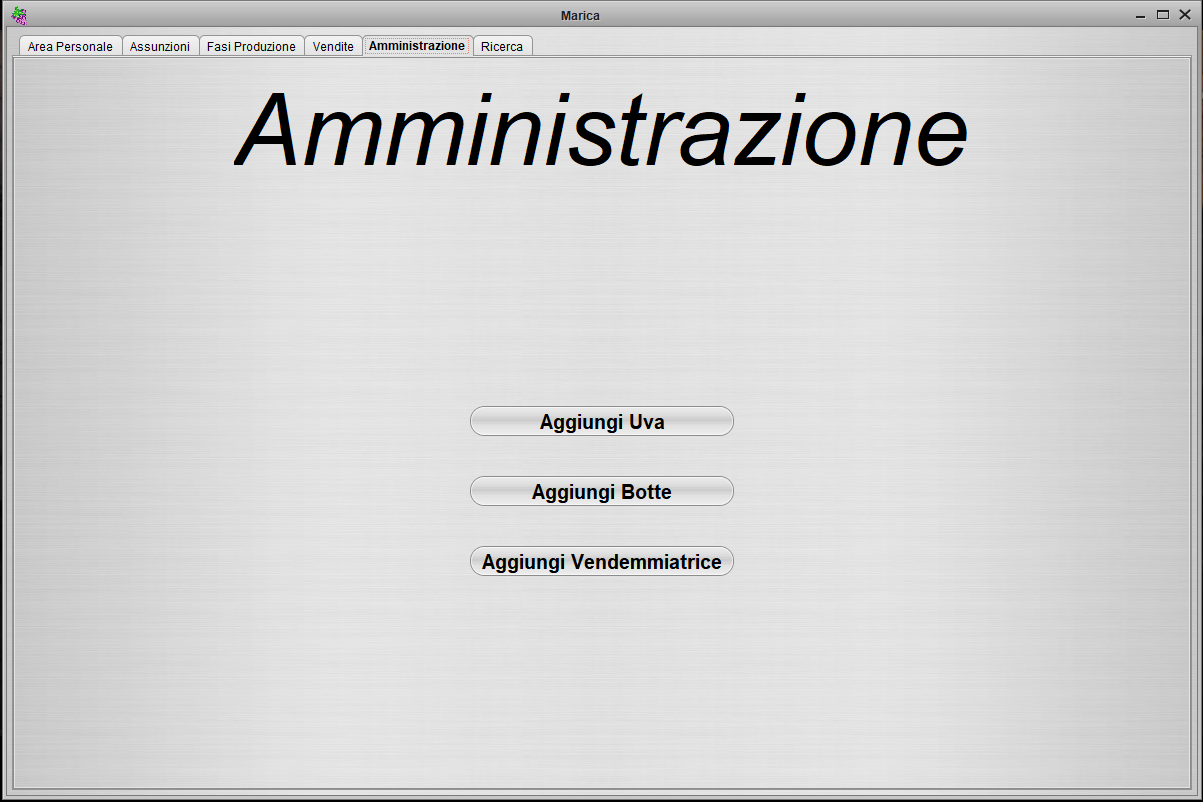 Marica
Area Personale Assunzioni Fasi Produzione Vendite Amministrazione Ricerca
Amministrazione
Aggiungi Uva
Aggiungi Botte
Aggiungi Vendemmiatrice